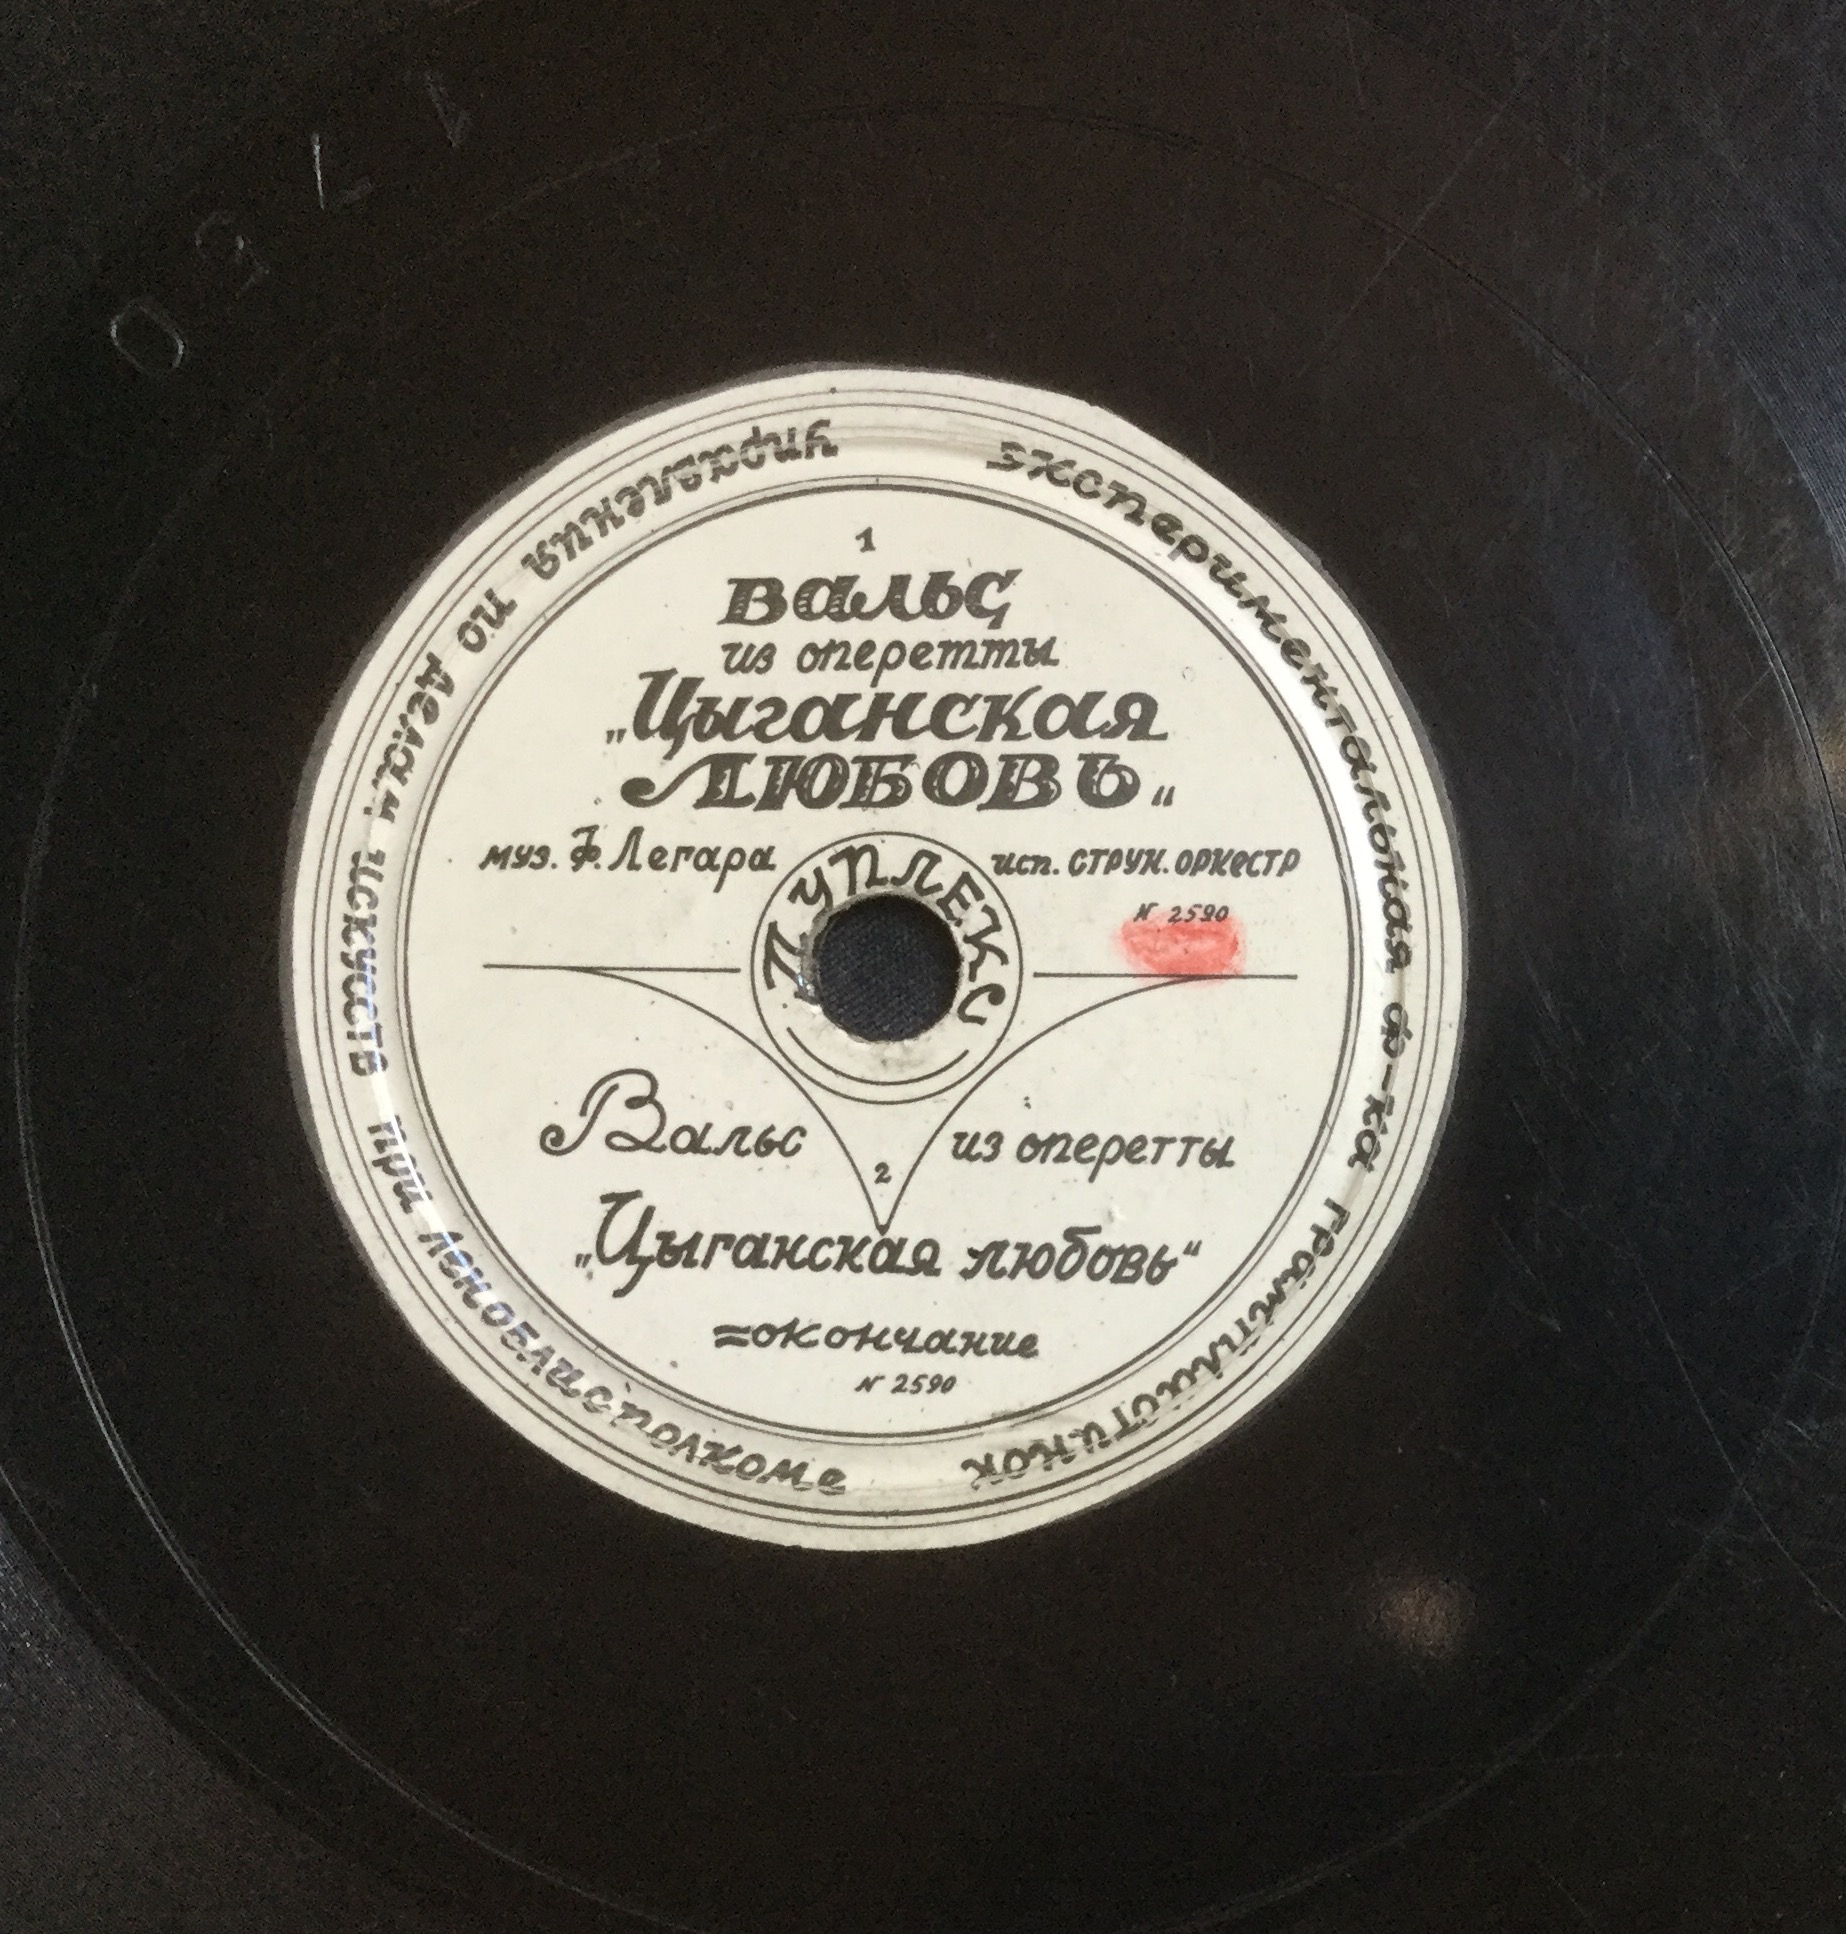 экспериментальная ф-ка грампластинок
управления по делам искусств при леноблисполкоме
1
Вальс
из оперетты
„Цыганская
ЛЮБОВЬ“
муз. Ф. Легара
исп. СТРУН. ОРКЕСТР
N 2590
ДУПЛЕКС
Вальс из оперетты
2
„Цыганская любовь“
=окончание
N 2590